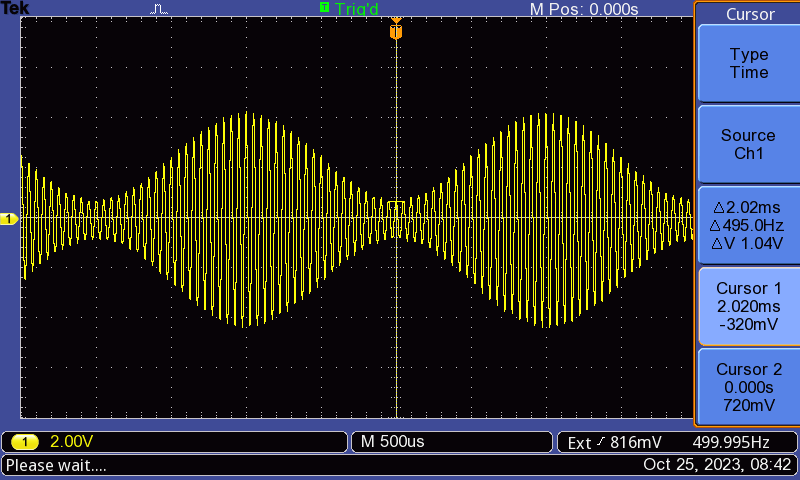 Tek T Trig'd M Pos: 0.000s
Cursor
T
Type
Time
Source
Ch1
△2.02ms
△495.0Hz
△V 1.04V
1
Cursor 1
2.020ms
-320mV
Cursor 2
0.000s
720mV
1 2.00V M 500us Ext 816mV 499.995Hz
Please wait.... Oct 25, 2023, 08:42